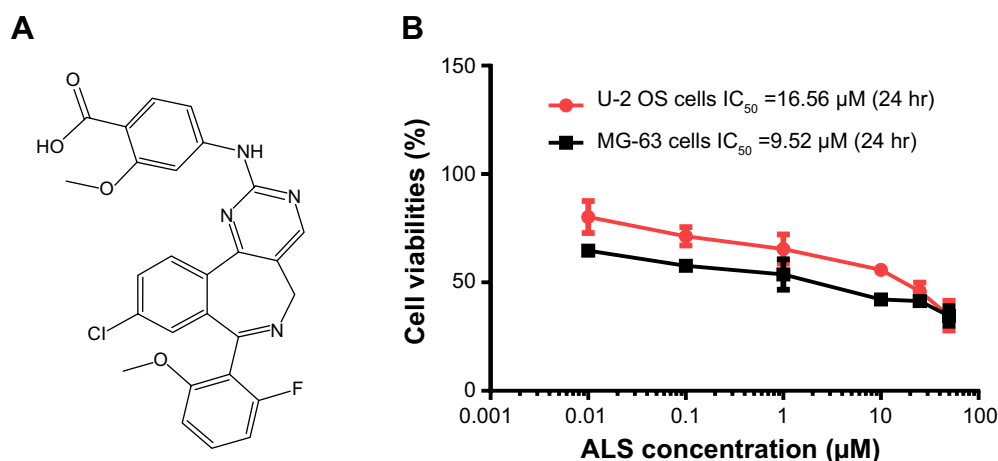 A
O
HO
O
NH
N
N
Cl
N
O
F
B
Cell viabilities (%)
150
100
50
0
U-2 OS cells IC₅₀ =16.56 µM (24 hr)
MG-63 cells IC₅₀ =9.52 µM (24 hr)
0.001 0.01 0.1 1 10 100
ALS concentration (µM)